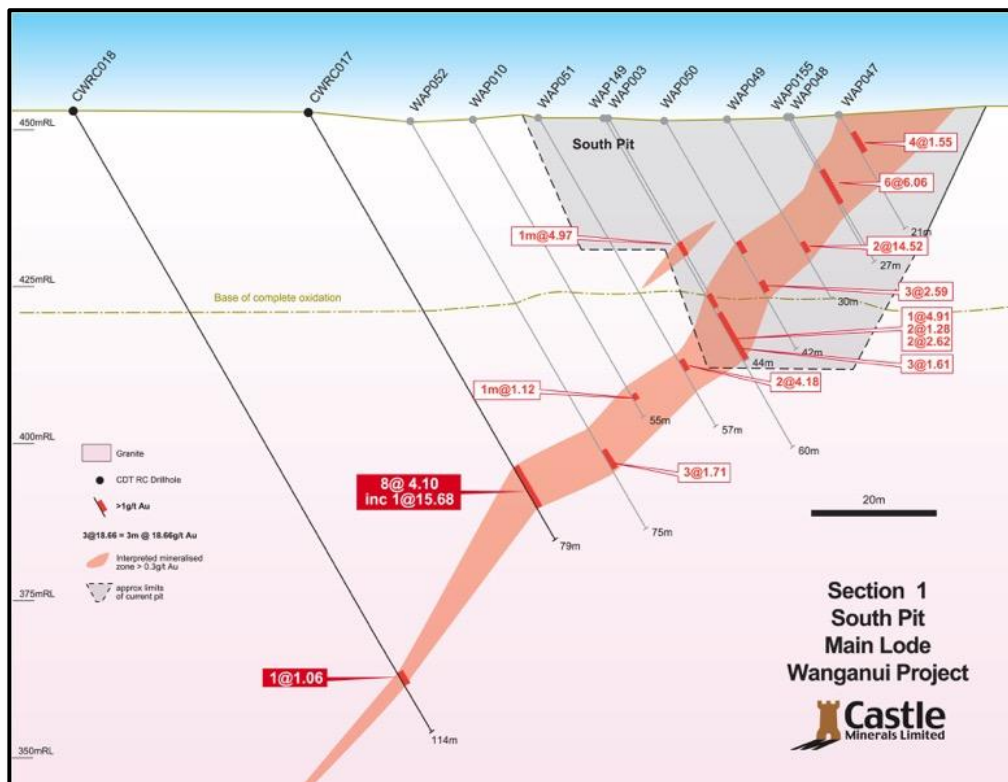 CWRC018
CWRC017
WAP052
WAP010
WAP051
WAP149
WAP003
WAP050
WAP049
WAP0155
WAP048
WAP047
450mRL
South Pit
4@1.55
6@6.06
21m
1m@4.97
2@14.52
27m
425mRL
Base of complete oxidation
3@2.59
30m
1@4.91
2@1.28
2@2.62
42m
44m
3@1.61
1m@1.12
2@4.18
55m
57m
400mRL
60m
Granite
CDT RC Drillhole
>1g/t Au
3@18.66 = 3m @ 18.66g/t Au
Interpreted mineralised
zone > 0.3g/t Au
approx limits
of current pit
8@ 4.10
inc 1@15.68
3@1.71
20m
75m
79m
375mRL
Section 1
South Pit
Main Lode
Wanganui Project
1@1.06
114m
Castle
Minerals Limited
350mRL